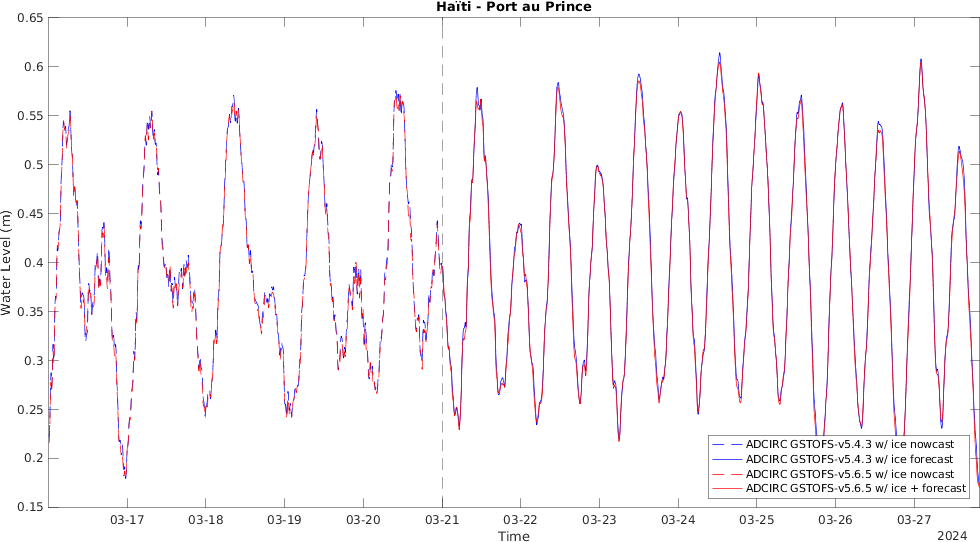 Haïti - Port au Prince
0.65
0.6
0.55
0.5
0.45
0.4
0.35
0.3
0.25
0.2
0.15
Water Level (m)
ADCIRC GSTOFS-v5.4.3 w/ ice nowcast
ADCIRC GSTOFS-v5.4.3 w/ ice forecast
ADCIRC GSTOFS-v5.6.5 w/ ice nowcast
ADCIRC GSTOFS-v5.6.5 w/ ice + forecast
03-17 03-18 03-19 03-20 03-21 03-22 03-23 03-24 03-25 03-26 03-27
Time
2024